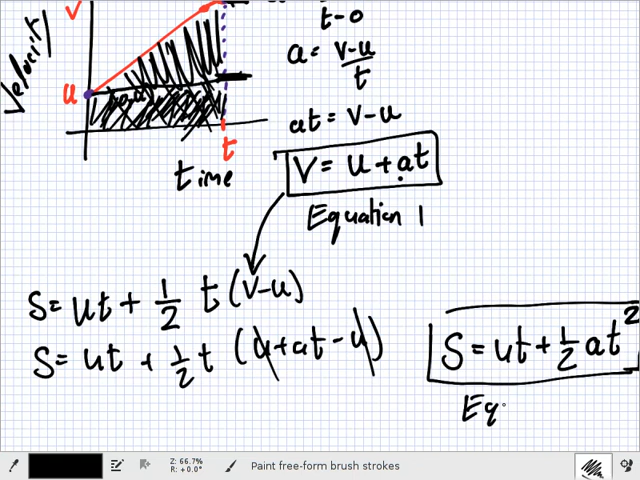 V
Velocity
u
t
time
t-0
a = v-u/t
at = v-u
V = u + at
Equation 1
S = ut + 1/2 t (v-u)
S = ut + 1/2 t (u+at-u)
S = ut + 1/2 at²
Eq
Z: 66.7%
R: +0.0°
Paint free-form brush strokes